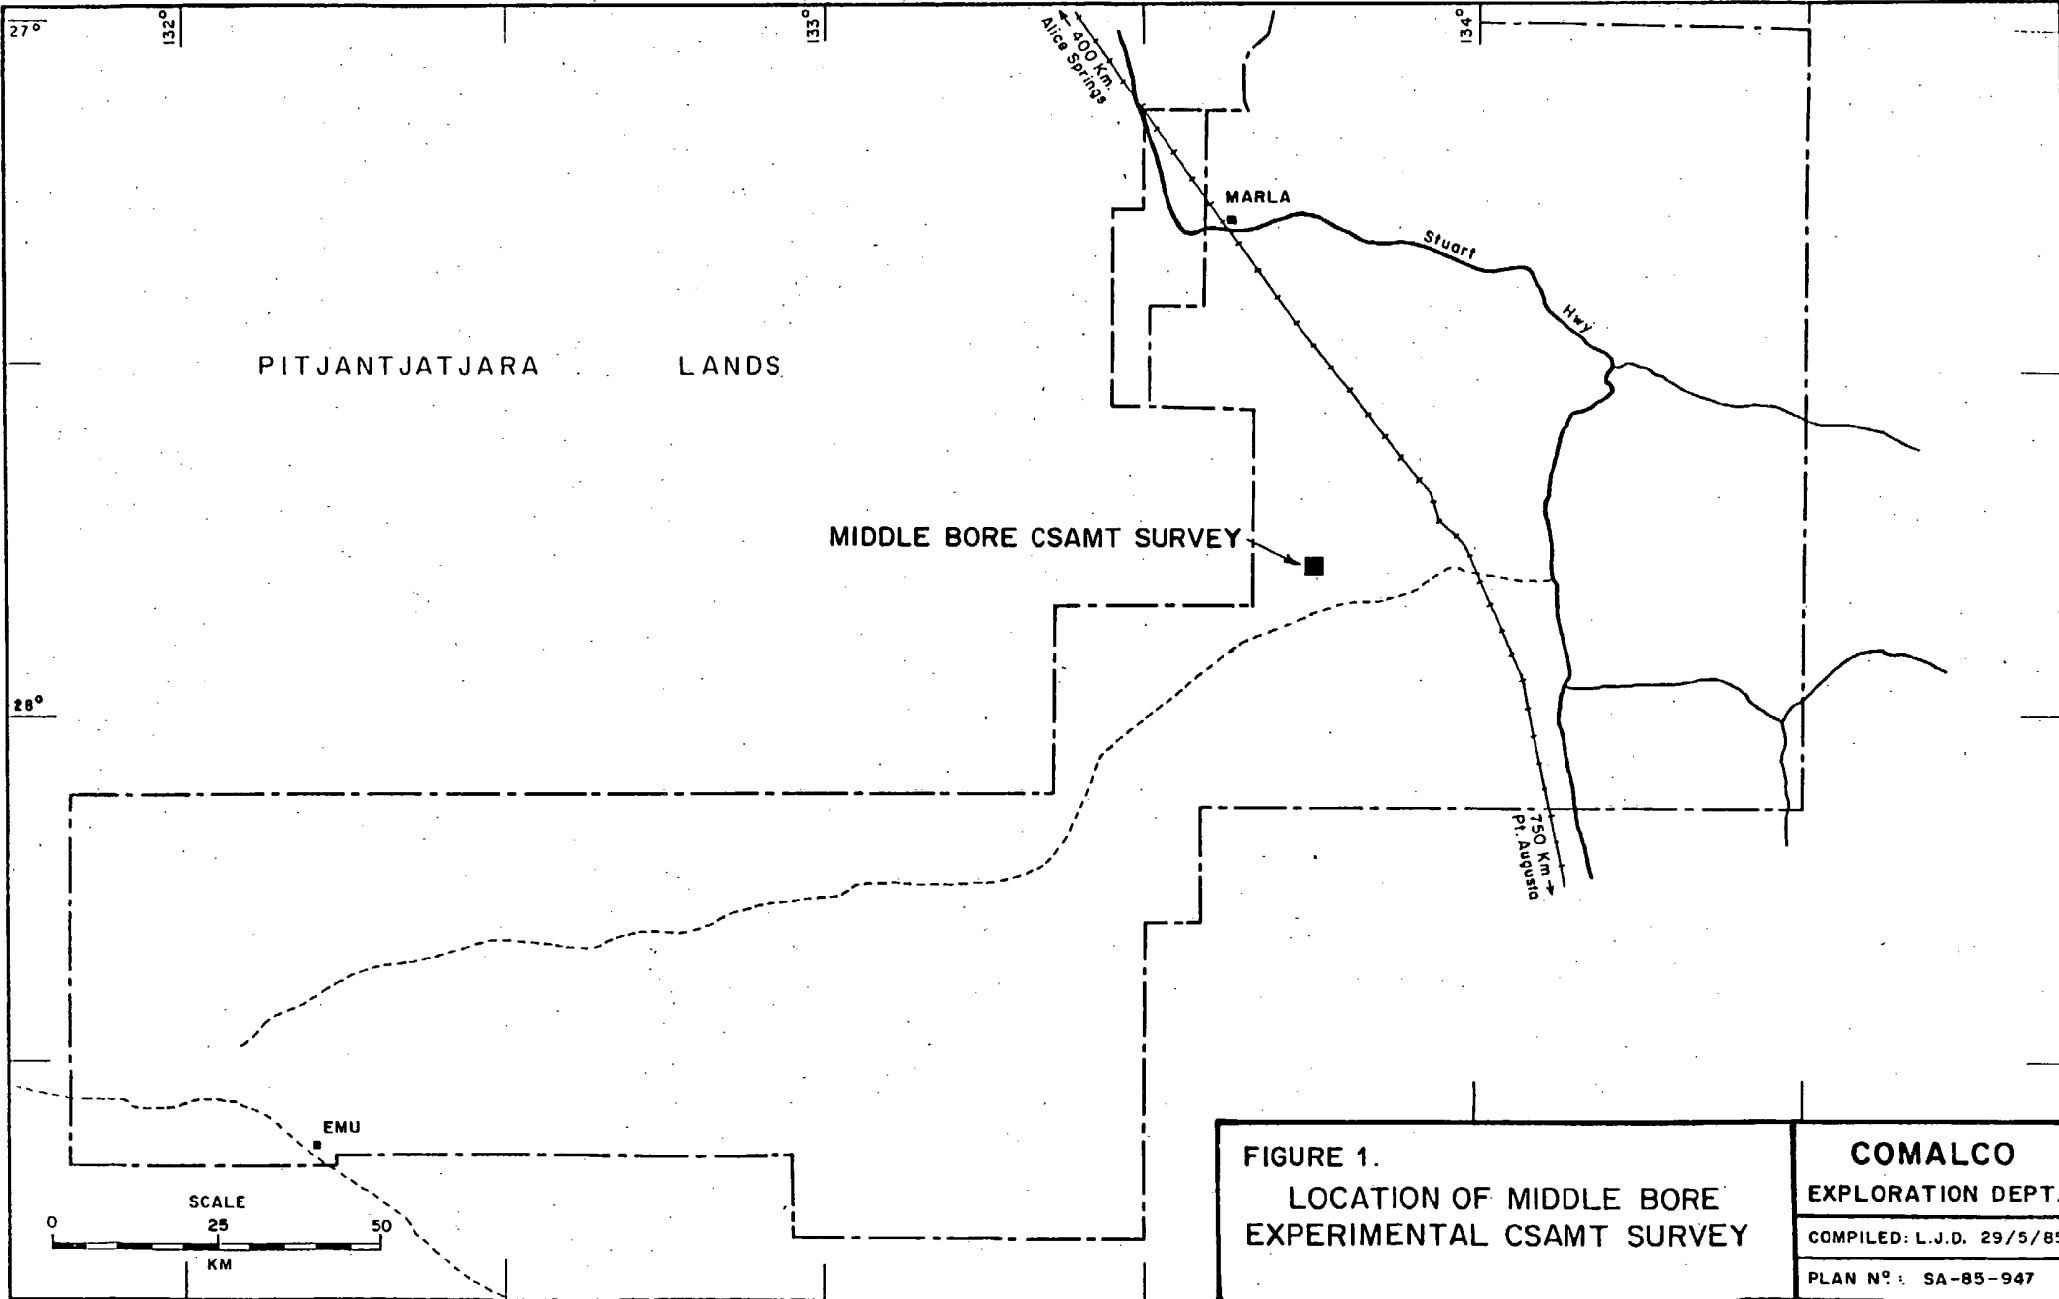 27°
132°
133°
134°
← 400 Km.
Alice Springs
MARLA
Stuart
Hwy
PITJANTJATJARA LANDS
MIDDLE BORE CSAMT SURVEY
28°
750 Km →
Pt. Augusta
EMU
SCALE
0 25 50
KM
FIGURE 1.
LOCATION OF MIDDLE BORE
EXPERIMENTAL CSAMT SURVEY
COMALCO
EXPLORATION DEPT.
COMPILED: L.J.D. 29/5/85
PLAN Nº: SA-85-947